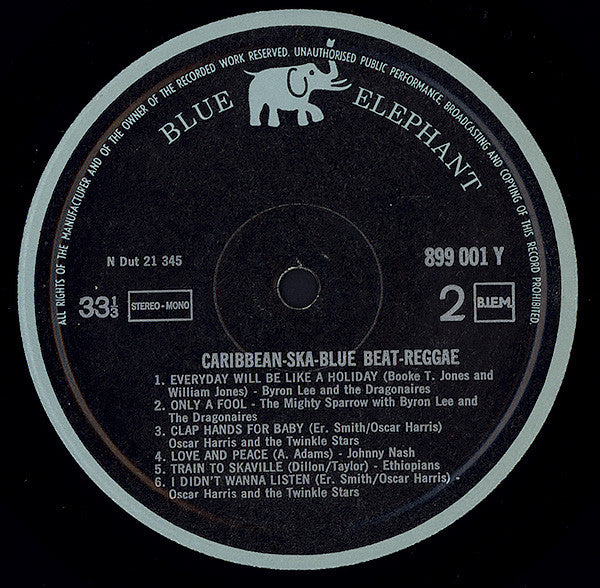 ALL RIGHTS OF THE MANUFACTURER AND OF THE OWNER OF THE RECORDED WORK RESERVED. UNAUTHORISED PUBLIC PERFORMANCE, BROADCASTING AND COPYING OF THIS RECORD PROHIBITED.
BLUE ELEPHANT
N Dut 21 345
899 001 Y
33⅓
STEREO-MONO
2
B.I.E.M.
CARIBBEAN-SKA-BLUE BEAT-REGGAE
1. EVERYDAY WILL BE LIKE A HOLIDAY (Booke T. Jones and
William Jones) - Byron Lee and the Dragonaires
2. ONLY A FOOL - The Mighty Sparrow with Byron Lee and
The Dragonaires
3. CLAP HANDS FOR BABY (Er. Smith/Oscar Harris)
Oscar Harris and the Twinkle Stars
4. LOVE AND PEACE (A. Adams) - Johnny Nash
5. TRAIN TO SKAVILLE (Dillon/Taylor) - Ethiopians
6. I DIDN'T WANNA LISTEN (Er. Smith/Oscar Harris) -
Oscar Harris and the Twinkle Stars